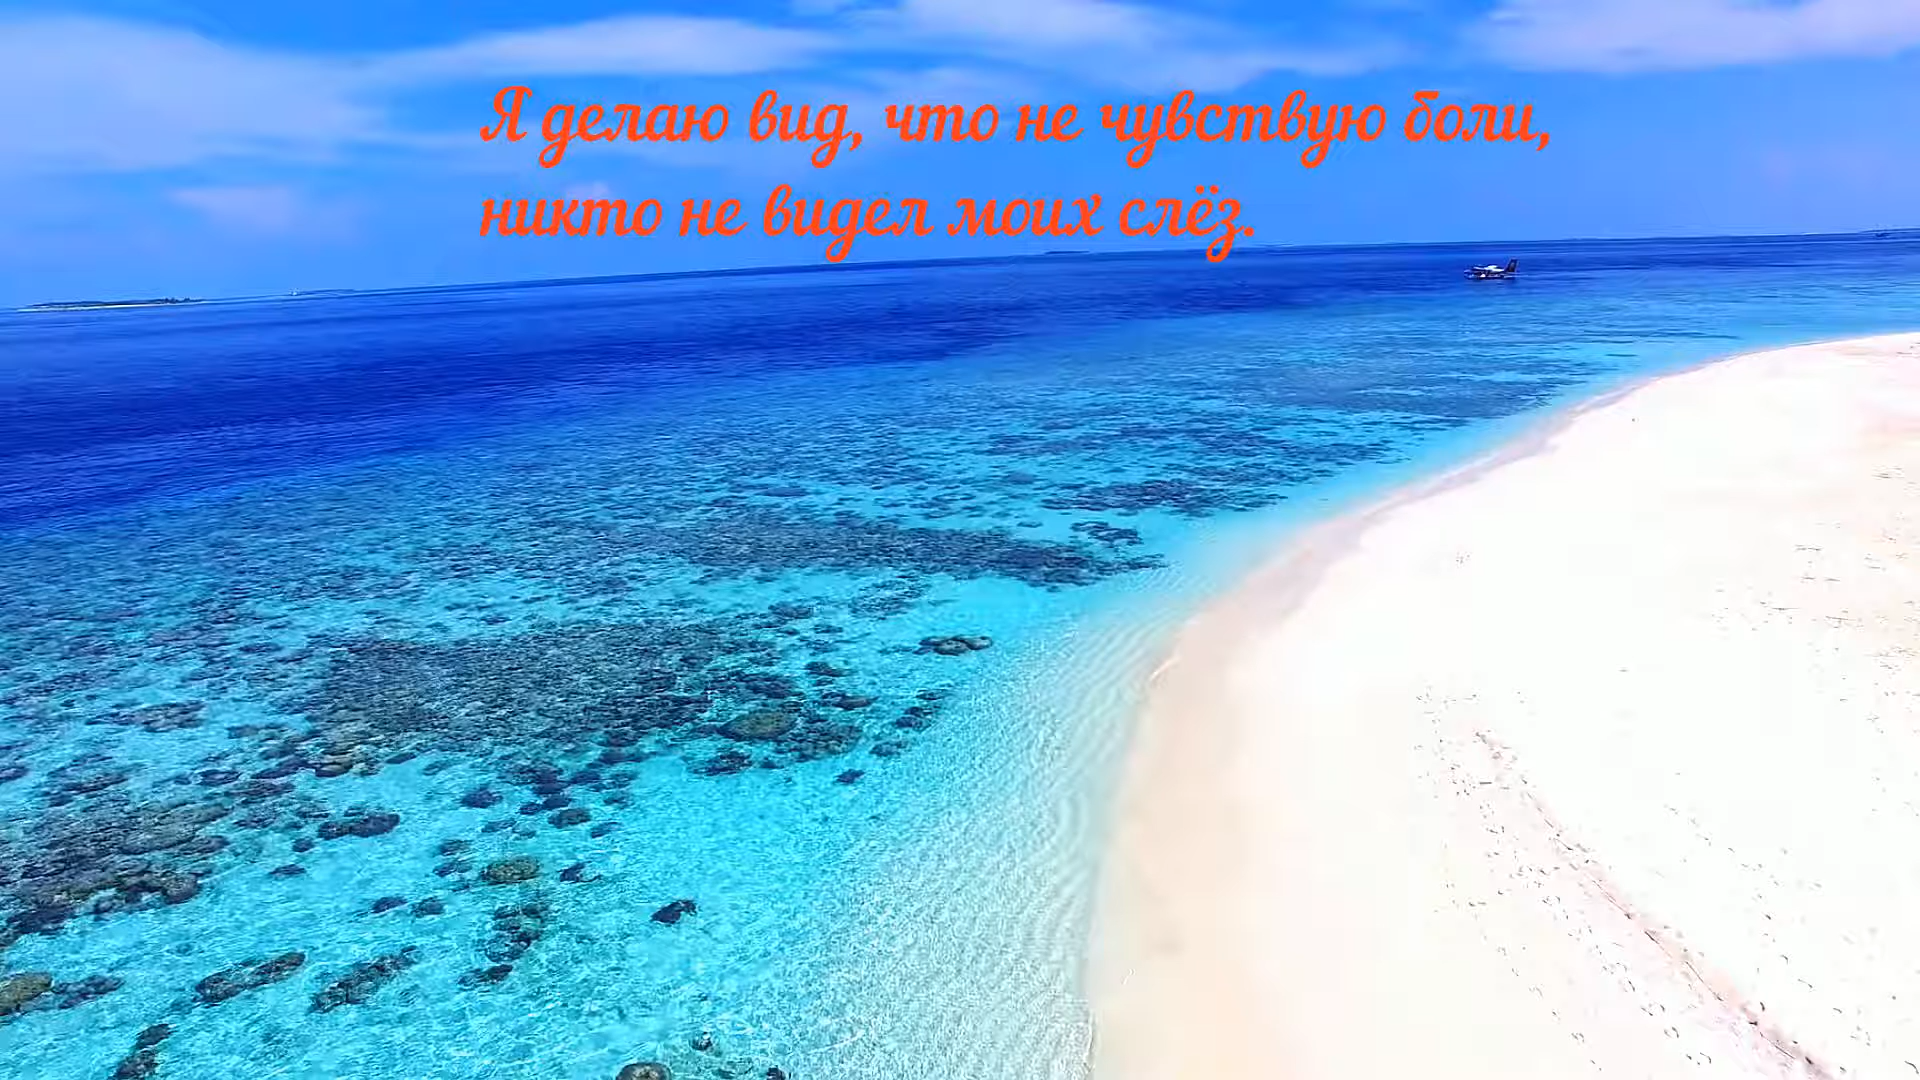 Я делаю вид, что не чувствую боли,
никто не видел моих слёз.